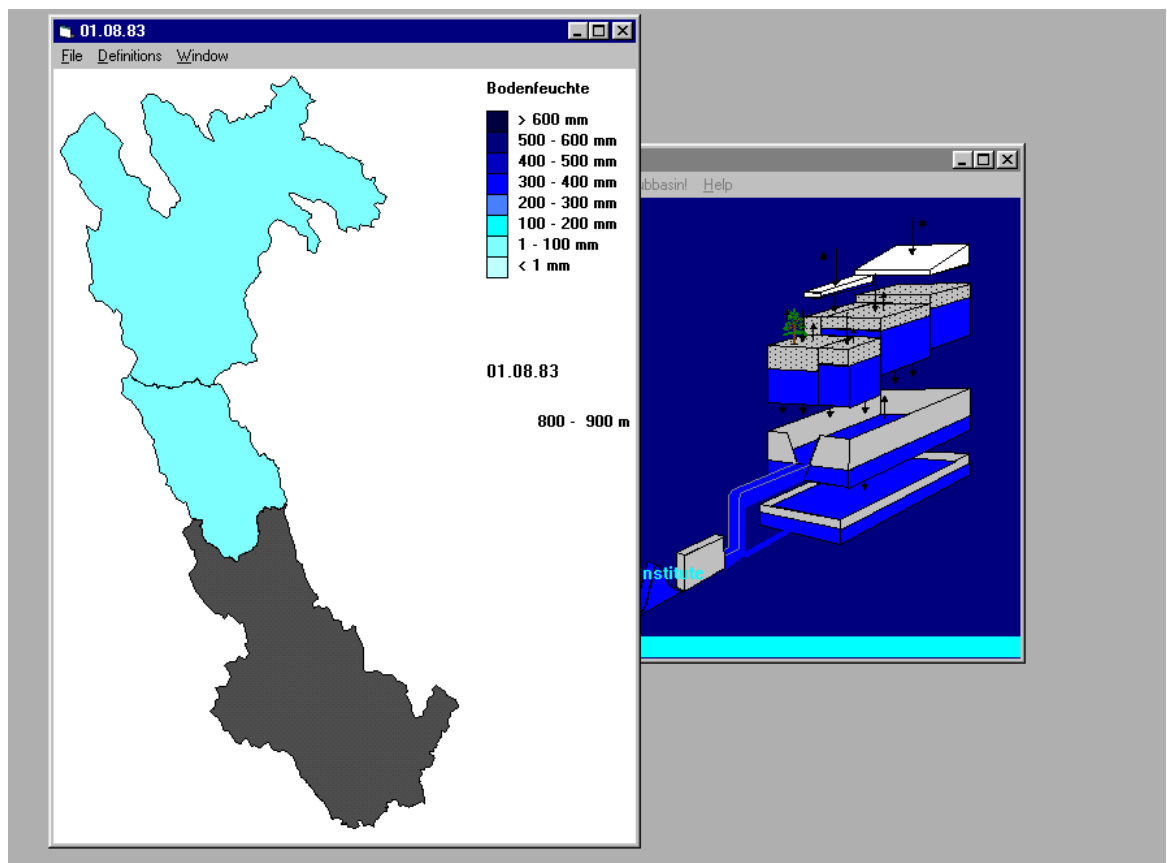 01.08.83
File Definitions Window
Bodenfeuchte
> 600 mm
500 - 600 mm
400 - 500 mm
300 - 400 mm
200 - 300 mm
100 - 200 mm
1 - 100 mm
< 1 mm
01.08.83
800 - 900 m
Help